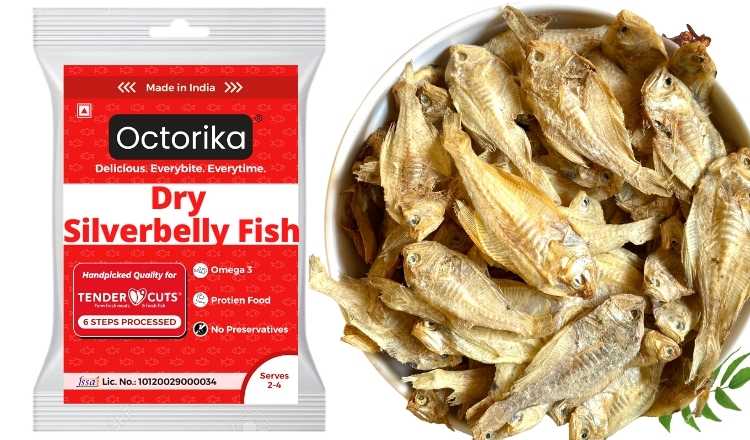 Made in India
Octorika®
Delicious. Everybite. Everytime.
Dry
Silverbelly Fish
Handpicked Quality for
TENDER CUTS
6 STEPS PROCESSED
Omega 3
Protien Food
No Preservatives
fssai Lic. No.: 10120029000034
Serves
2-4